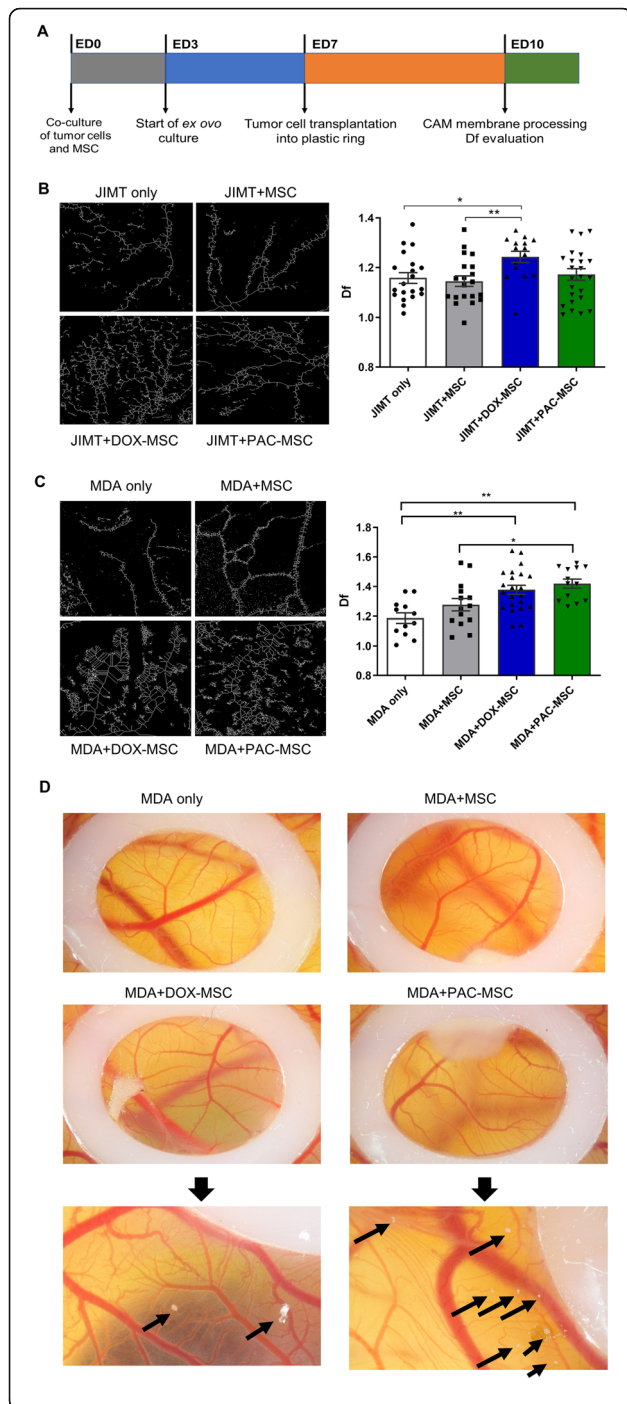 A
ED0 ED3 ED7 ED10
Co-culture
of tumor cells
and MSC
Start of ex ovo
culture
Tumor cell transplantation
into plastic ring
CAM membrane processing
Df evaluation
B
JIMT only JIMT+MSC
JIMT+DOX-MSC JIMT+PAC-MSC
*
**
1.4
1.2
1.0
0.8
Df
JIMT only
JIMT+MSC
JIMT+DOX-MSC
JIMT+PAC-MSC
C
MDA only MDA+MSC
MDA+DOX-MSC MDA+PAC-MSC
**
**
*
1.8
1.6
1.4
1.2
1.0
0.8
Df
MDA only
MDA+MSC
MDA+DOX-MSC
MDA+PAC-MSC
D
MDA only MDA+MSC
MDA+DOX-MSC MDA+PAC-MSC